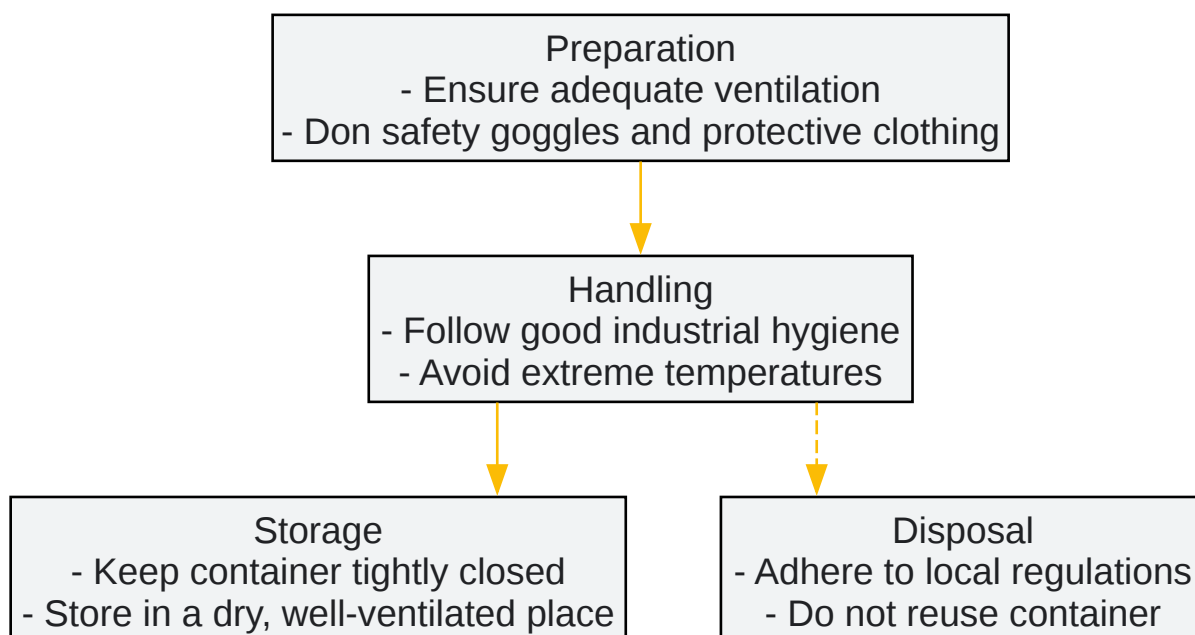 Preparation
- Ensure adequate ventilation
- Don safety goggles and protective clothing
Handling
- Follow good industrial hygiene
- Avoid extreme temperatures
Storage
- Keep container tightly closed
- Store in a dry, well-ventilated place
Disposal
- Adhere to local regulations
- Do not reuse container